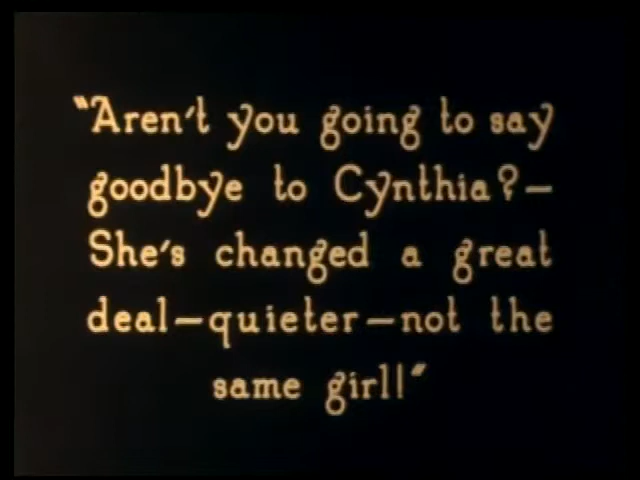 "Aren't you going to say
goodbye to Cynthia?—
She's changed a great
deal—quieter—not the
same girl!"